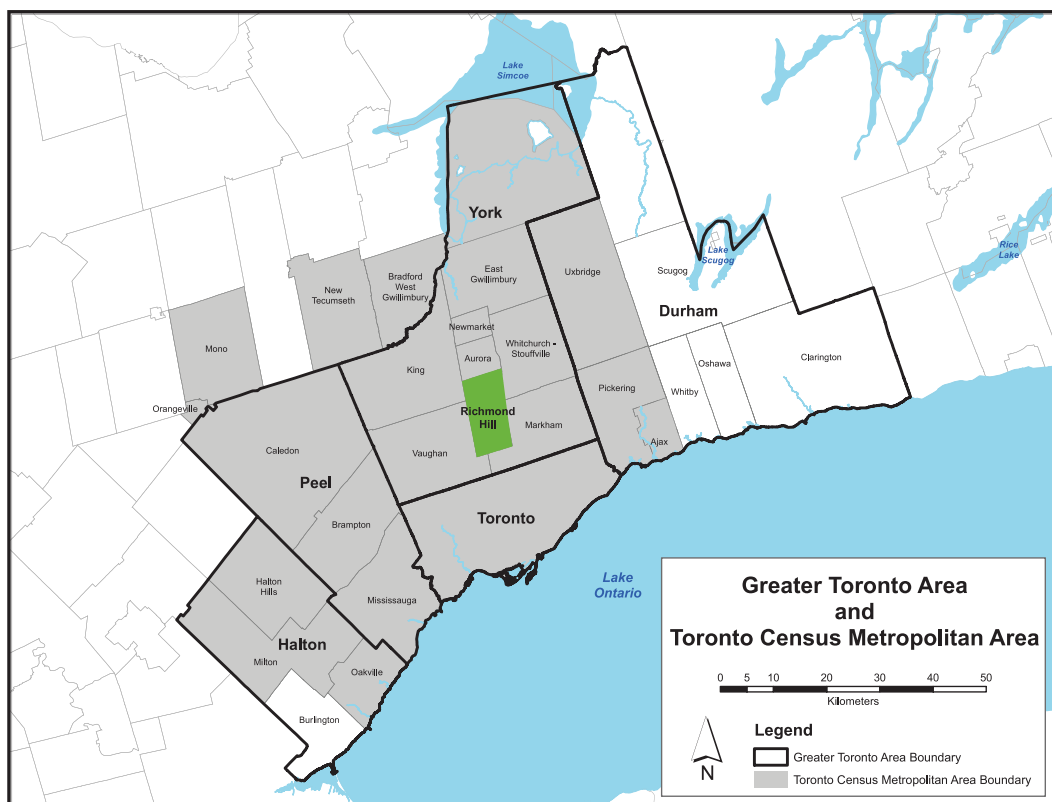 Lake
Simcoe
York
Uxbridge
Scugog
Lake
Scugog
Rice
Lake
Durham
East
Gwillimbury
Bradford
West
Gwillimbury
New
Tecumseth
Mono
Orangeville
Newmarket
Whitchurch -
Stouffville
Aurora
King
Richmond
Hill
Markham
Vaughan
Pickering
Ajax
Whitby
Oshawa
Clarington
Caledon
Peel
Brampton
Toronto
Mississauga
Halton
Hills
Halton
Milton
Oakville
Burlington
Lake
Ontario
Greater Toronto Area
and
Toronto Census Metropolitan Area
0 5 10 20 30 40 50
Kilometers
N
Legend
Greater Toronto Area Boundary
Toronto Census Metropolitan Area Boundary